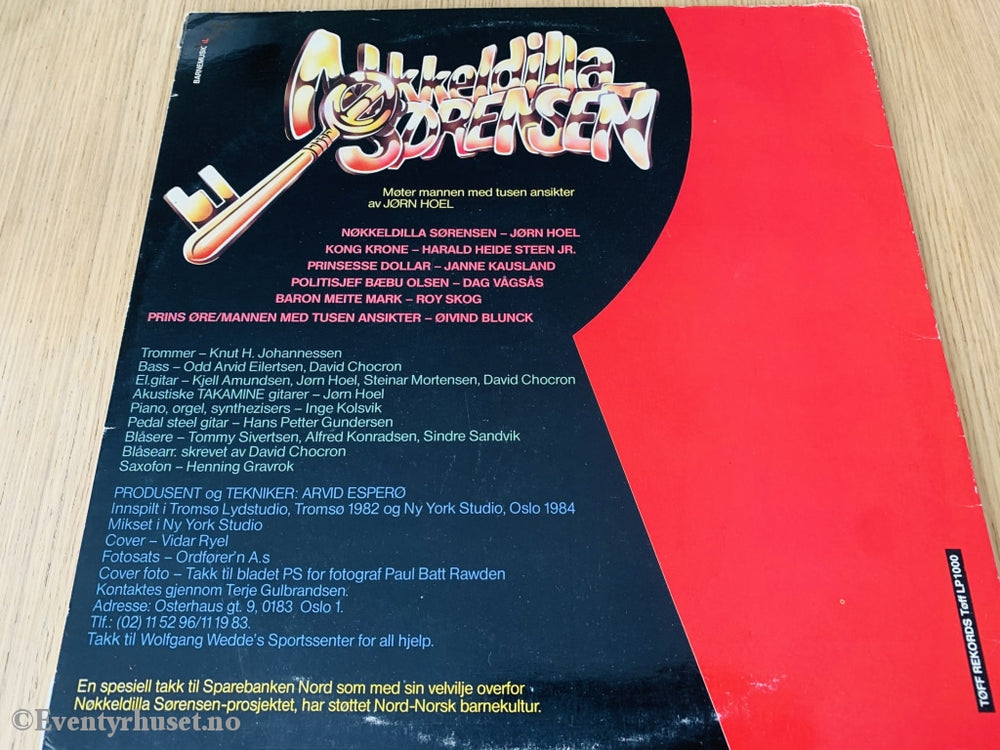 BARNEMUSIKK
Nøkkeldilla
SØRENSEN
Møter mannen med tusen ansikter
av JØRN HOEL
NØKKELDILLA SØRENSEN – JØRN HOEL
KONG KRONE – HARALD HEIDE STEEN JR.
PRINSESSE DOLLAR – JANNE KAUSLAND
POLITISJEF BÆBU OLSEN – DAG VÅGSÅS
BARON MEITE MARK – ROY SKOG
PRINS ØRE/MANNEN MED TUSEN ANSIKTER – ØIVIND BLUNCK
Trommer – Knut H. Johannessen
Bass – Odd Arvid Eilertsen, David Chocron
El.gitar – Kjell Amundsen, Jørn Hoel, Steinar Mortensen, David Chocron
Akustiske TAKAMINE gitarer – Jørn Hoel
Piano, orgel, synthezisers – Inge Kolsvik
Pedal steel gitar – Hans Petter Gundersen
Blåsere – Tommy Sivertsen, Alfred Konradsen, Sindre Sandvik
Blåsearr. skrevet av David Chocron
Saxofon – Henning Gravrok
PRODUSENT og TEKNIKER: ARVID ESPERØ
Innspilt i Tromsø Lydstudio, Tromsø 1982 og Ny York Studio, Oslo 1984
Mikset i Ny York Studio
Cover – Vidar Ryel
Fotosats – Ordfører'n A.s
Cover foto – Takk til bladet PS for fotograf Paul Batt Rawden
Kontaktes gjennom Terje Gulbrandsen.
Adresse: Osterhaus gt. 9, 0183 Oslo 1.
Tlf.: (02) 11 52 96/11 19 83.
Takk til Wolfgang Wedde's Sportssenter for all hjelp.
En spesiell takk til Sparebanken Nord som med sin velvilje overfor
Nøkkeldilla Sørensen-prosjektet, har støttet Nord-Norsk barnekultur.
TØFF REKORDS Tøff LP 1000
©Eventyrhuset.no